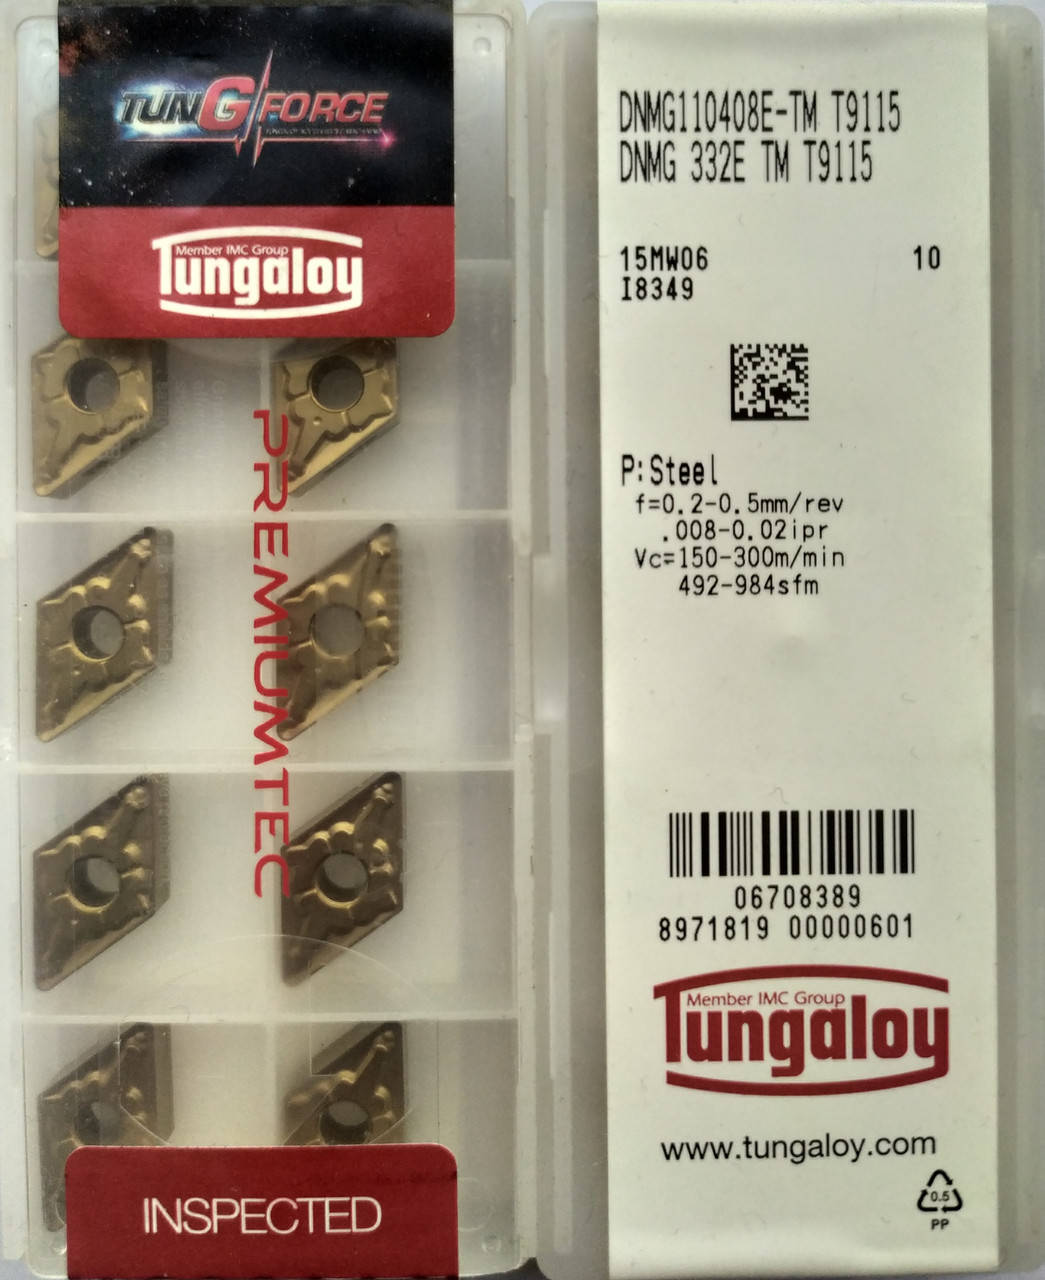 TUNGFORCE
Member IMC Group
Tungaloy
PREMIUMTEC
INSPECTED
DNMG110408E-TM T9115
DNMG 332E TM T9115
15MW06 10
I8349
P:Steel
f=0.2-0.5mm/rev
.008-0.02ipr
Vc=150-300m/min
492-984sfm
06708389
8971819 00000601
Member IMC Group
Tungaloy
www.tungaloy.com
0.5
PP